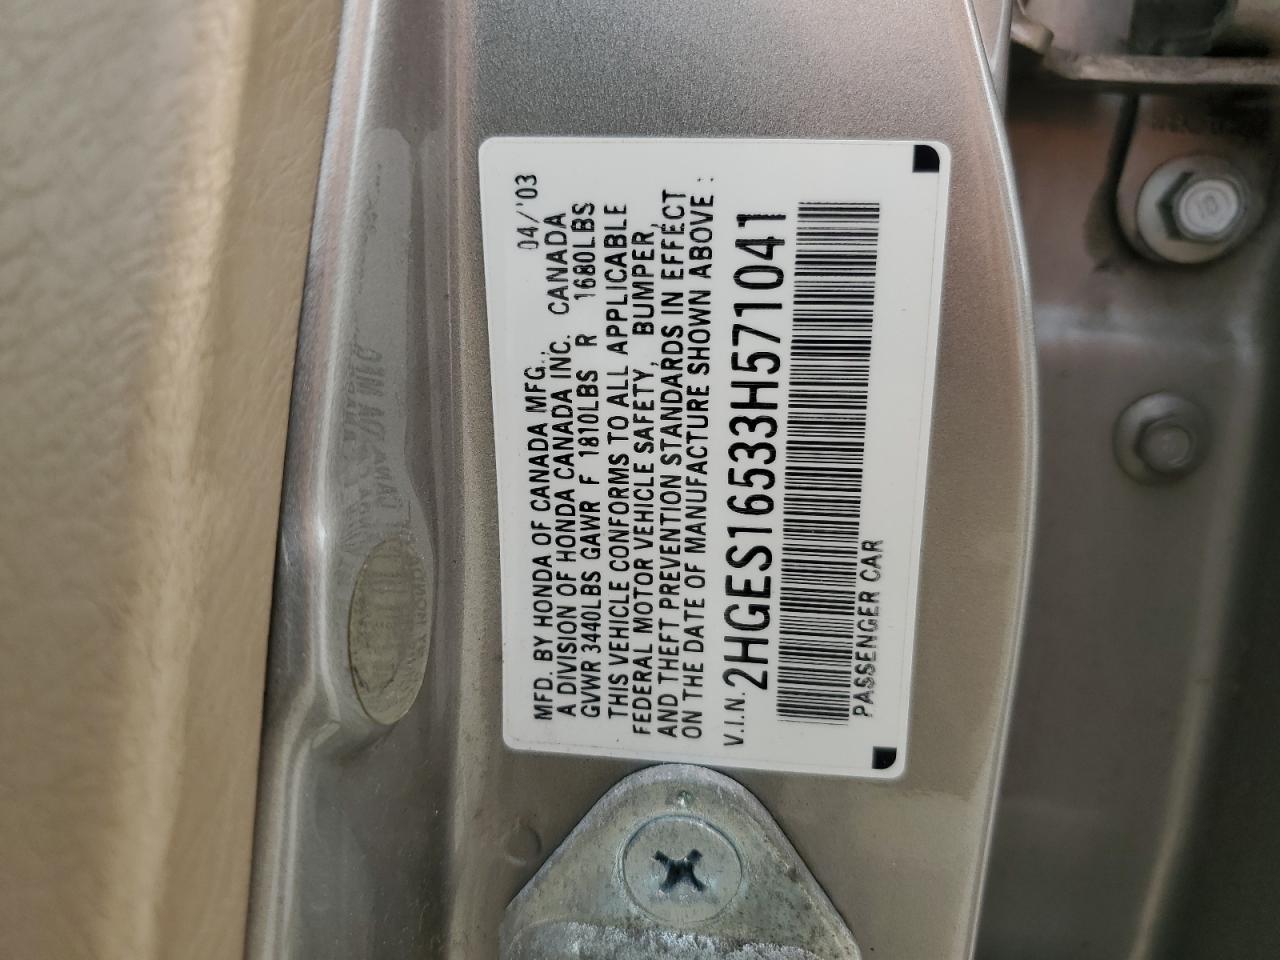 MFD. BY HONDA OF CANADA MFG., 04/'03
A DIVISION OF HONDA CANADA INC. CANADA
GVWR 3440LBS GAWR F 1810LBS R 1680LBS
THIS VEHICLE CONFORMS TO ALL APPLICABLE
FEDERAL MOTOR VEHICLE SAFETY, BUMPER,
AND THEFT PREVENTION STANDARDS IN EFFECT
ON THE DATE OF MANUFACTURE SHOWN ABOVE :
V.I.N. 2HGES16533H571041
PASSENGER CAR